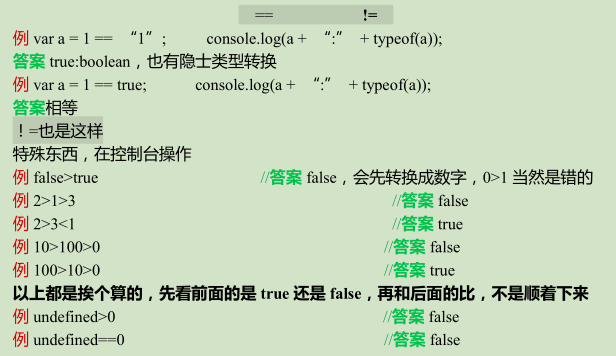 == !=
例 var a = 1 == “1”; console.log(a + “:” + typeof(a));
答案 true:boolean，也有隐士类型转换
例 var a = 1 == true; console.log(a + “:” + typeof(a));
答案相等
！=也是这样
特殊东西，在控制台操作
例 false>true //答案 false，会先转换成数字，0>1 当然是错的
例 2>1>3 //答案 false
例 2>3<1 //答案 true
例 10>100>0 //答案 false
例 100>10>0 //答案 true
以上都是挨个算的，先看前面的是 true 还是 false，再和后面的比，不是顺着下来
例 undefined>0 //答案 false
例 undefined==0 //答案 false